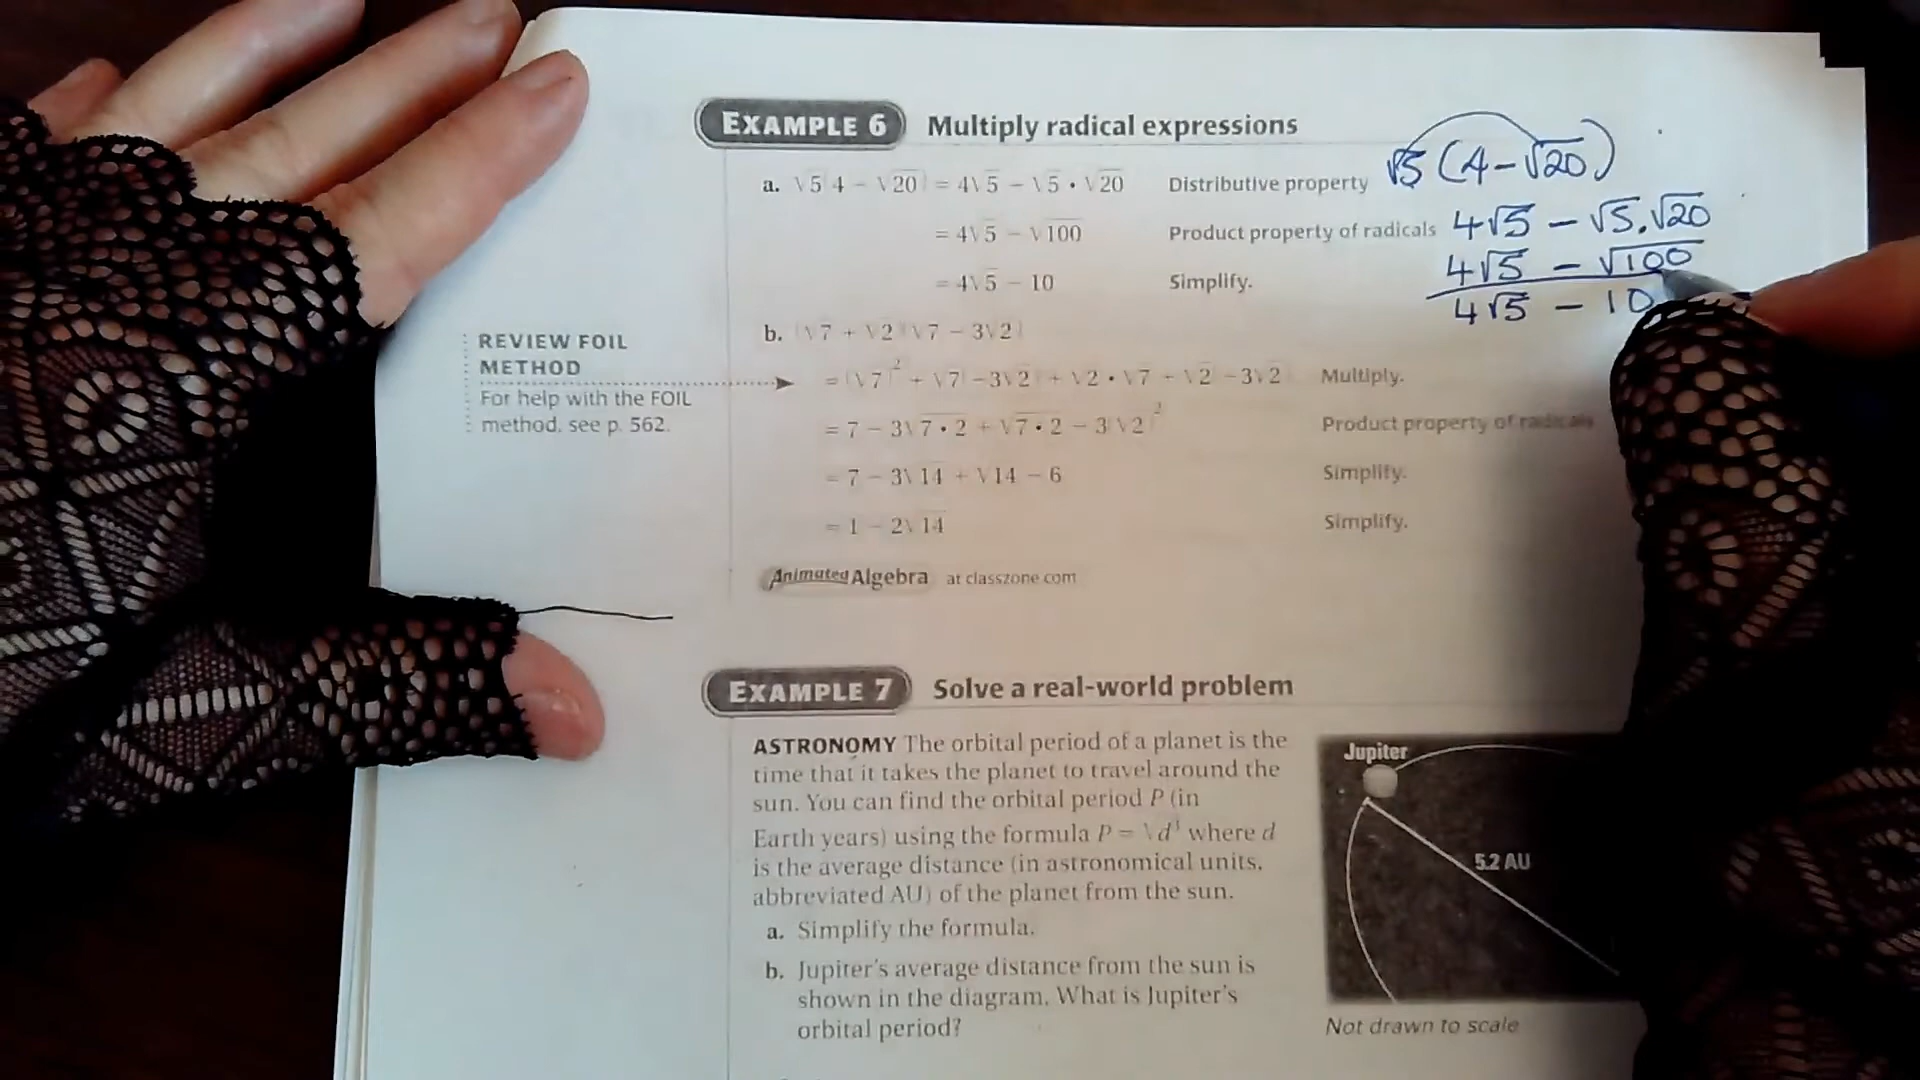 EXAMPLE 6 Multiply radical expressions
a. √5(4 − √20) = 4√5 − √5 • √20 Distributive property
= 4√5 − √100 Product property of radicals
= 4√5 − 10 Simplify.
√5 (4 − √20)
4√5 − √5.√20
4√5 − √100
4√5 − 10
b. (√7 + √2)(√7 − 3√2)
REVIEW FOIL
METHOD
For help with the FOIL
method, see p. 562.
= (√7)² + √7(−3√2) + √2 • √7 + √2(−3√2) Multiply.
= 7 − 3√7 • 2 + √7 • 2 − 3(√2)² Product property of radicals
= 7 − 3√14 + √14 − 6 Simplify.
= 1 − 2√14 Simplify.
Animated Algebra at classzone.com
EXAMPLE 7 Solve a real-world problem
ASTRONOMY The orbital period of a planet is the
time that it takes the planet to travel around the
sun. You can find the orbital period P (in
Earth years) using the formula P = √d³ where d
is the average distance (in astronomical units,
abbreviated AU) of the planet from the sun.
a. Simplify the formula.
b. Jupiter's average distance from the sun is
shown in the diagram. What is Jupiter's
orbital period?
Jupiter
5.2 AU
Not drawn to scale